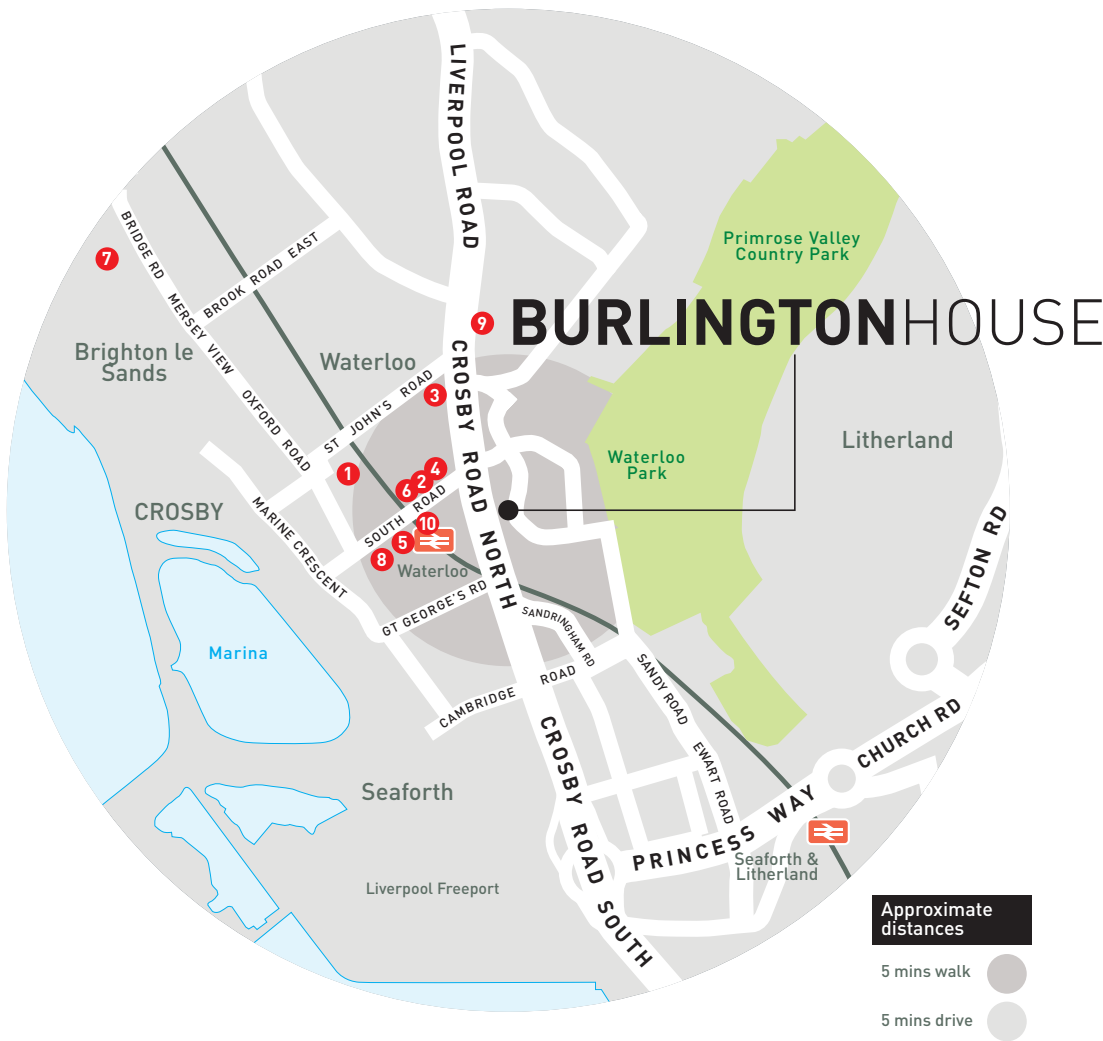 LIVERPOOL ROAD
BRIDGE RD
MERSEY VIEW
OXFORD ROAD
BROOK ROAD EAST
Primrose Valley
Country Park
7
9
BURLINGTONHOUSE
Brighton le
Sands
Waterloo
3
ST JOHN'S ROAD
CROSBY ROAD NORTH
Litherland
Waterloo
Park
1
4
2
6
SOUTH ROAD
10
5
8
Waterloo
CROSBY
MARINE CRESCENT
GT GEORGE'S RD
SANDRINGHAM RD
SEFTON RD
Marina
CAMBRIDGE ROAD
SANDY ROAD
EWART ROAD
CHURCH RD
CROSBY ROAD SOUTH
PRINCESS WAY
Seaforth
Seaforth &
Litherland
Liverpool Freeport
Approximate
distances
5 mins walk
5 mins drive